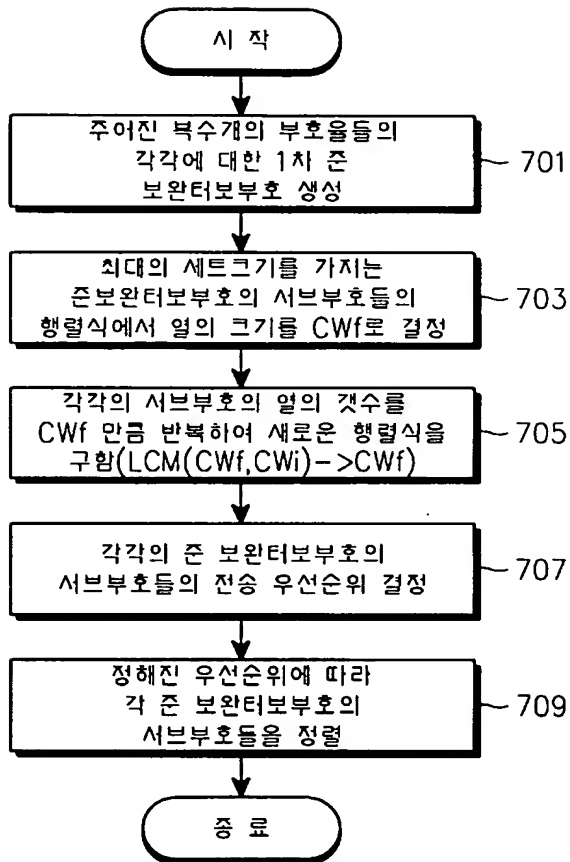 시 작
주어진 복수개의 부호율들의
각각에 대한 1차 준
보완터보부호 생성
701
최대의 세트크기를 가지는
준보완터보부호의 서브부호들의
행렬식에서 열의 크기를 CWf로 결정
703
각각의 서브부호의 열의 갯수를
CWf 만큼 반복하여 새로운 행렬식을
구함(LCM(CWf,CWi)->CWf)
705
각각의 준 보완터보부호의
서브부호들의 전송 우선순위 결정
707
정해진 우선순위에 따라
각 준 보완터보부호의
서브부호들을 정렬
709
종 료